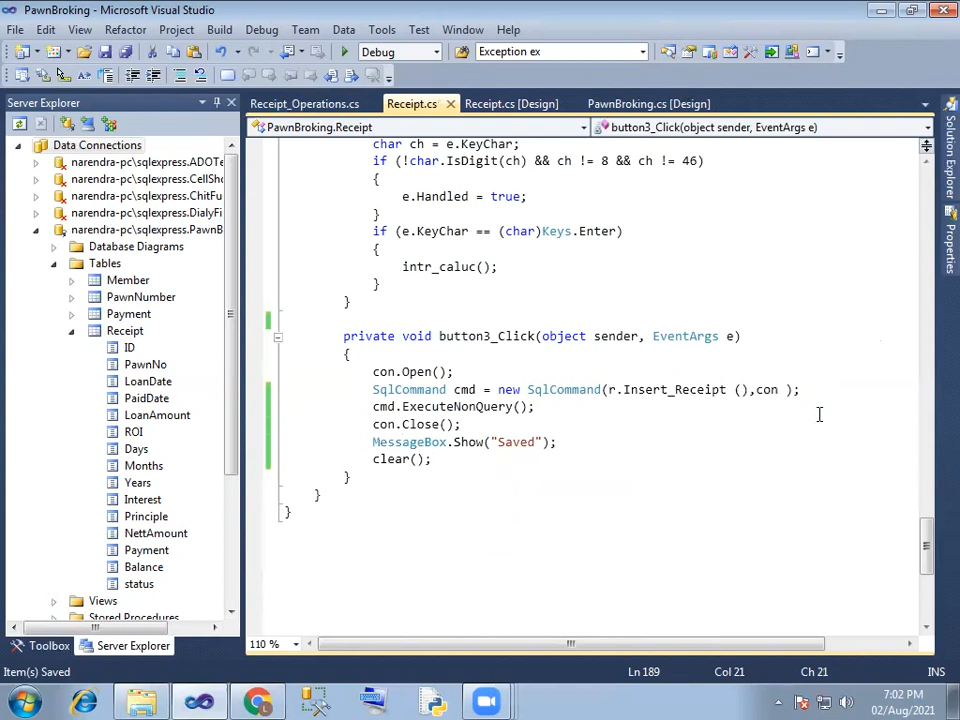 PawnBroking - Microsoft Visual Studio
File Edit View Refactor Project Build Debug Team Data Tools Test Window Help
Debug Exception ex
Server Explorer
Receipt_Operations.cs Receipt.cs Receipt.cs [Design] PawnBroking.cs [Design]
PawnBroking.Receipt button3_Click(object sender, EventArgs e)
Data Connections
narendra-pc\sqlexpress.ADOTe
narendra-pc\sqlexpress.CellSho
narendra-pc\sqlexpress.ChitFu
narendra-pc\sqlexpress.DialyFi
narendra-pc\sqlexpress.PawnB
Database Diagrams
Tables
Member
PawnNumber
Payment
Receipt
ID
PawnNo
LoanDate
PaidDate
LoanAmount
ROI
Days
Months
Years
Interest
Principle
NettAmount
Payment
Balance
status
Views
Stored Procedures
char ch = e.KeyChar;
if (!char.IsDigit(ch) && ch != 8 && ch != 46)
{
e.Handled = true;
}
if (e.KeyChar == (char)Keys.Enter)
{
intr_caluc();
}
}
private void button3_Click(object sender, EventArgs e)
{
con.Open();
SqlCommand cmd = new SqlCommand(r.Insert_Receipt (),con );
cmd.ExecuteNonQuery();
con.Close();
MessageBox.Show("Saved");
clear();
}
}
}
Solution Explorer
Properties
110 %
Toolbox Server Explorer
Item(s) Saved Ln 189 Col 21 Ch 21 INS
7:02 PM
02/Aug/2021